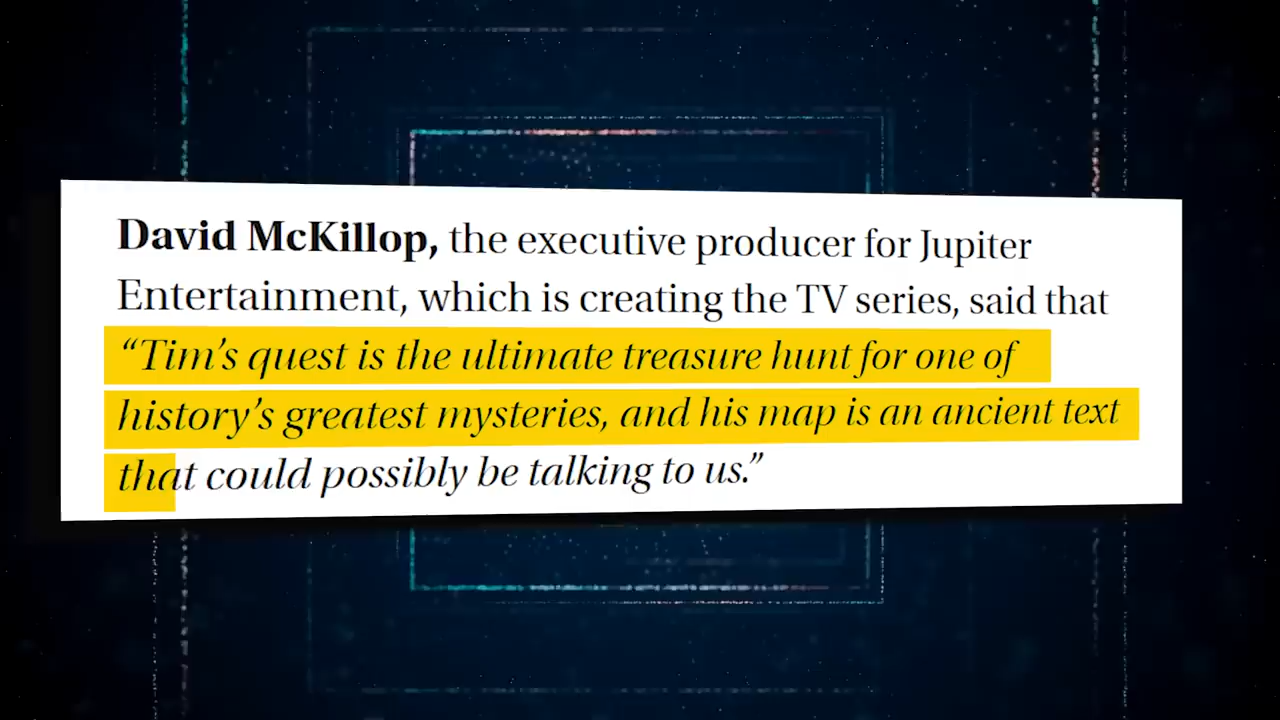 David McKillop, the executive producer for Jupiter
Entertainment, which is creating the TV series, said that
“Tim’s quest is the ultimate treasure hunt for one of
history’s greatest mysteries, and his map is an ancient text
that could possibly be talking to us.”